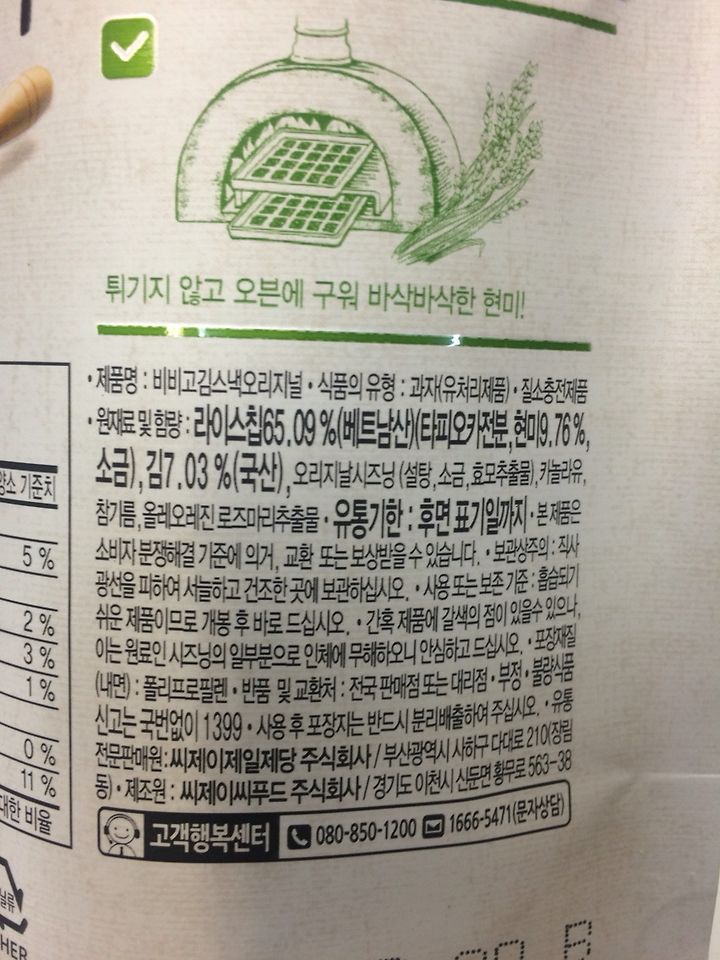 튀기지 않고 오븐에 구워 바삭바삭한 현미!
• 제품명 : 비비고김스낵오리지널 • 식품의 유형 : 과자(유처리제품) • 질소충전제품
• 원재료 및 함량 : 라이스칩65.09%(베트남산)(타피오카전분, 현미9.76%,
소금), 김7.03%(국산), 오리지날시즈닝(설탕, 소금, 효모추출물), 카놀라유,
참기름, 올레오레진 로즈마리추출물 • 유통기한 : 후면 표기일까지 • 본 제품은
소비자 분쟁해결 기준에 의거, 교환 또는 보상받을 수 있습니다. • 보관상주의 : 직사
광선을 피하여 서늘하고 건조한 곳에 보관하십시오. • 사용 또는 보존 기준 : 흡습되기
쉬운 제품이므로 개봉 후 바로 드십시오. • 간혹 제품에 갈색의 점이 있을수 있으나,
이는 원료인 시즈닝의 일부분으로 인체에 무해하오니 안심하고 드십시오. • 포장재질
(내면) : 폴리프로필렌 • 반품 및 교환처 : 전국 판매점 또는 대리점 • 부정 • 불량식품
신고는 국번없이 1399 • 사용 후 포장지는 반드시 분리배출하여 주십시오. • 유통
전문판매원 : 씨제이제일제당 주식회사 / 부산광역시 사하구 다대로 210(장림
동) • 제조원 : 씨제이씨푸드 주식회사 / 경기도 이천시 신둔면 황무로 563-38
고객행복센터 080-850-1200 1666-5471(문자상담)
양소 기준치
5 %
2 %
3 %
1 %
0 %
11 %
대한 비율
닐류
HER